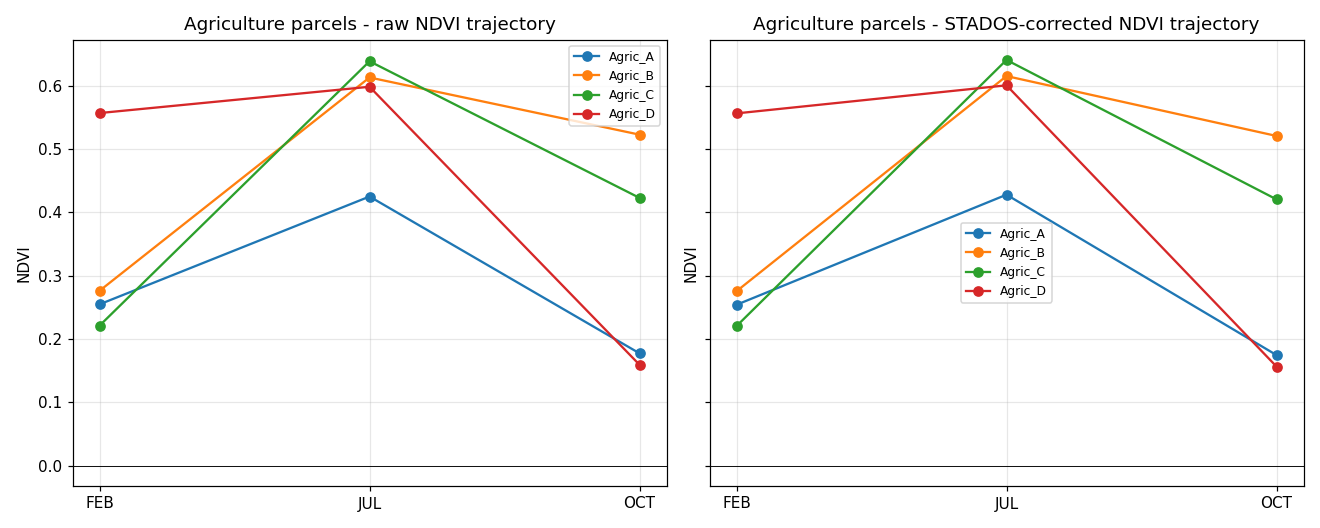 Agriculture parcels - raw NDVI trajectory
NDVI
0.6
0.5
0.4
0.3
0.2
0.1
0.0
FEB
JUL
OCT
Agric_A
Agric_B
Agric_C
Agric_D
Agriculture parcels - STADOS-corrected NDVI trajectory
NDVI
FEB
JUL
OCT
Agric_A
Agric_B
Agric_C
Agric_D